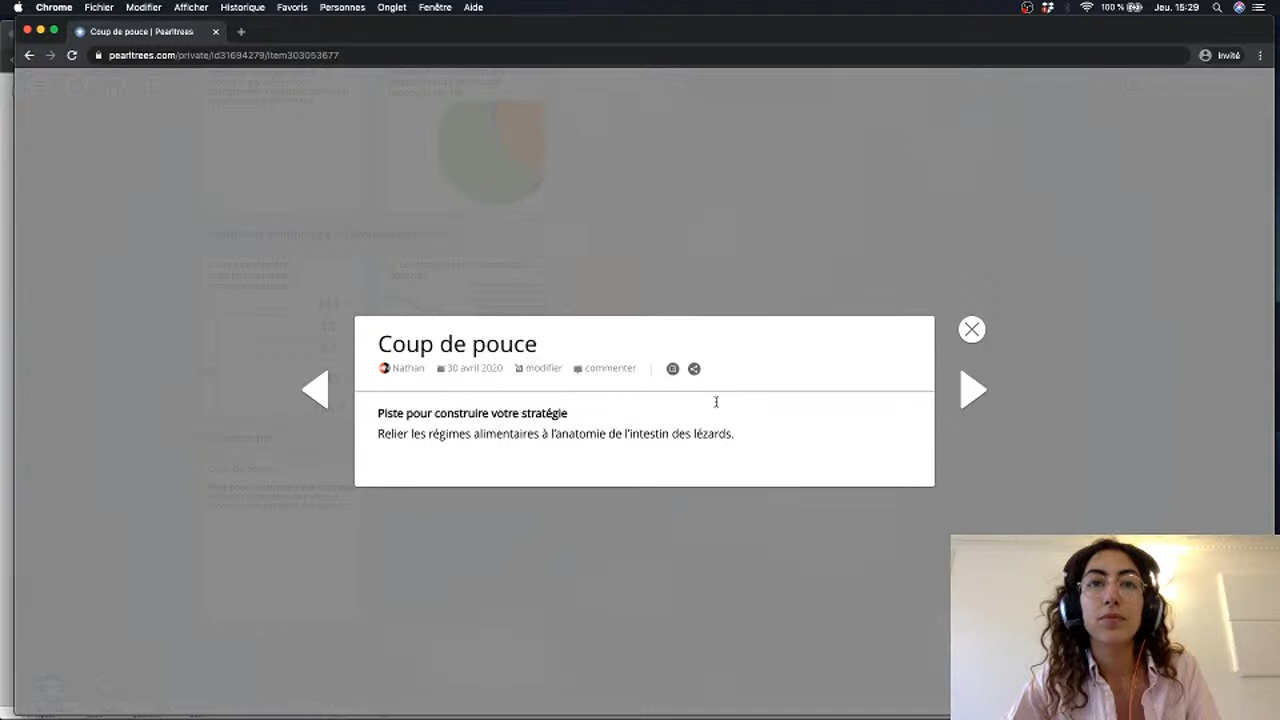 Chrome Fichier Modifier Afficher Historique Favoris Personnes Onglet Fenêtre Aide 100 % Jeu. 15:29
Coup de pouce | Pearltrees
pearltrees.com/private/id31694279/item303053677 Invité
Coup de pouce
Nathan 30 avril 2020 modifier commenter
Piste pour construire votre stratégie
Relier les régimes alimentaires à l'anatomie de l'intestin des lézards.